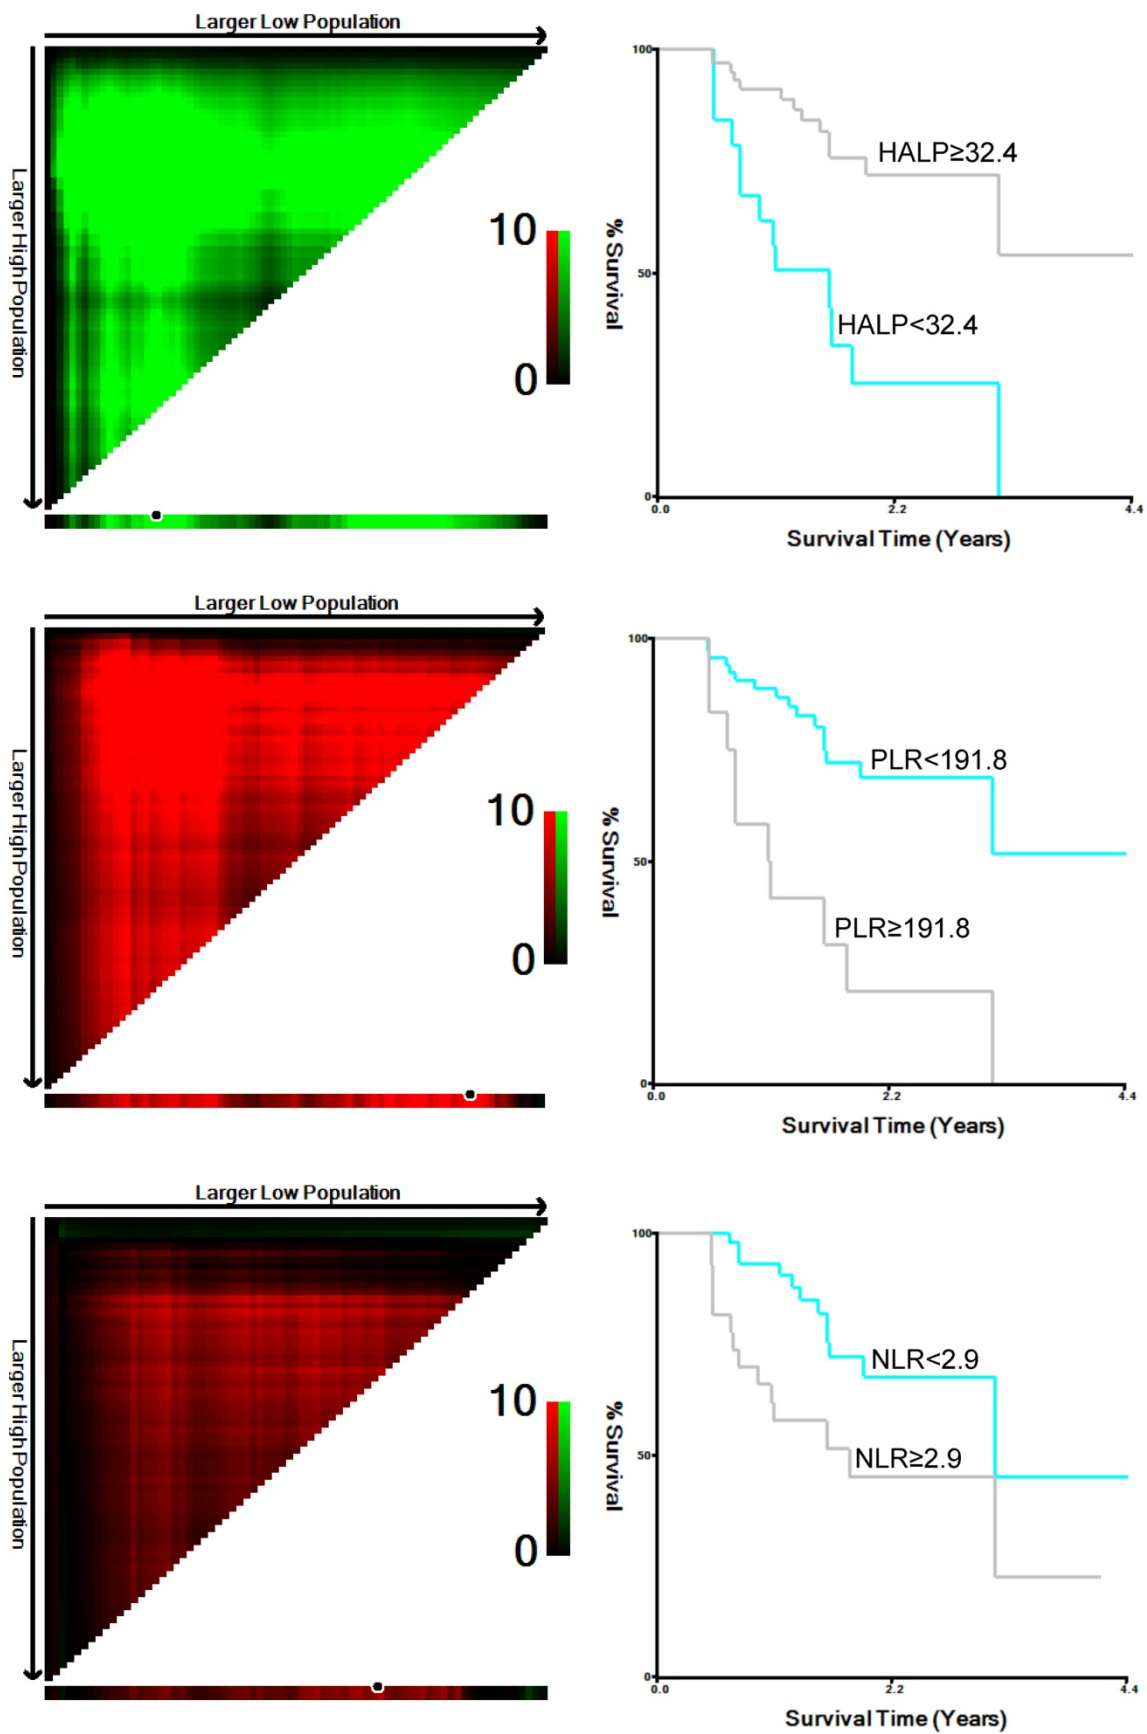 Larger Low Population
Larger High Population
10
0
100
50
0
% Survival
HALP≥32.4
HALP<32.4
0.0
2.2
4.4
Survival Time (Years)
Larger Low Population
Larger High Population
10
0
100
50
0
% Survival
PLR<191.8
PLR≥191.8
0.0
2.2
4.4
Survival Time (Years)
Larger Low Population
Larger High Population
10
0
100
50
0
% Survival
NLR<2.9
NLR≥2.9
0.0
2.2
4.4
Survival Time (Years)